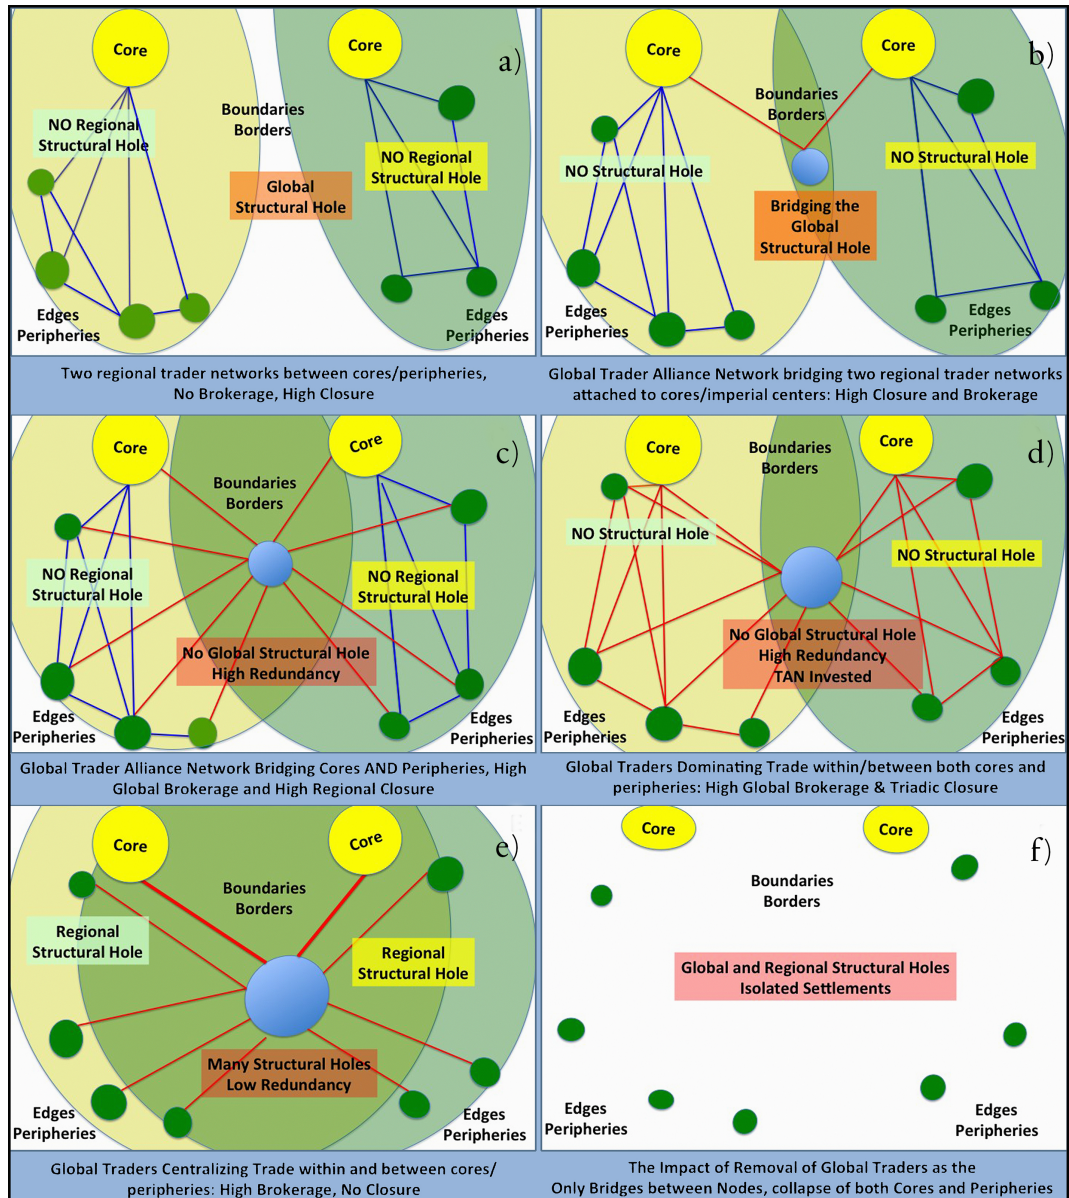 a)
Core
Core
NO Regional
Structural Hole
Boundaries
Borders
NO Regional
Structural Hole
Global
Structural Hole
Edges
Peripheries
Edges
Peripheries
Two regional trader networks between cores/peripheries,
No Brokerage, High Closure
b)
Core
Core
Boundaries
Borders
NO Structural Hole
NO Structural Hole
Bridging the
Global
Structural Hole
Edges
Peripheries
Edges
Peripheries
Global Trader Alliance Network bridging two regional trader networks
attached to cores/imperial centers: High Closure and Brokerage
c)
Core
Core
Boundaries
Borders
NO Regional
Structural Hole
NO Regional
Structural Hole
No Global Structural Hole
High Redundancy
Edges
Peripheries
Edges
Peripheries
Global Trader Alliance Network Bridging Cores AND Peripheries, High
Global Brokerage and High Regional Closure
d)
Core
Core
Boundaries
Borders
NO Structural Hole
NO Structural Hole
No Global Structural Hole
High Redundancy
TAN Invested
Edges
Peripheries
Edges
Peripheries
Global Traders Dominating Trade within/between both cores and
peripheries: High Global Brokerage & Triadic Closure
e)
Core
Core
Boundaries
Borders
Regional
Structural Hole
Regional
Structural Hole
Many Structural Holes
Low Redundancy
Edges
Peripheries
Edges
Peripheries
Global Traders Centralizing Trade within and between cores/
peripheries: High Brokerage, No Closure
f)
Core
Core
Boundaries
Borders
Global and Regional Structural Holes
Isolated Settlements
Edges
Peripheries
Edges
Peripheries
The Impact of Removal of Global Traders as the
Only Bridges between Nodes, collapse of both Cores and Peripheries